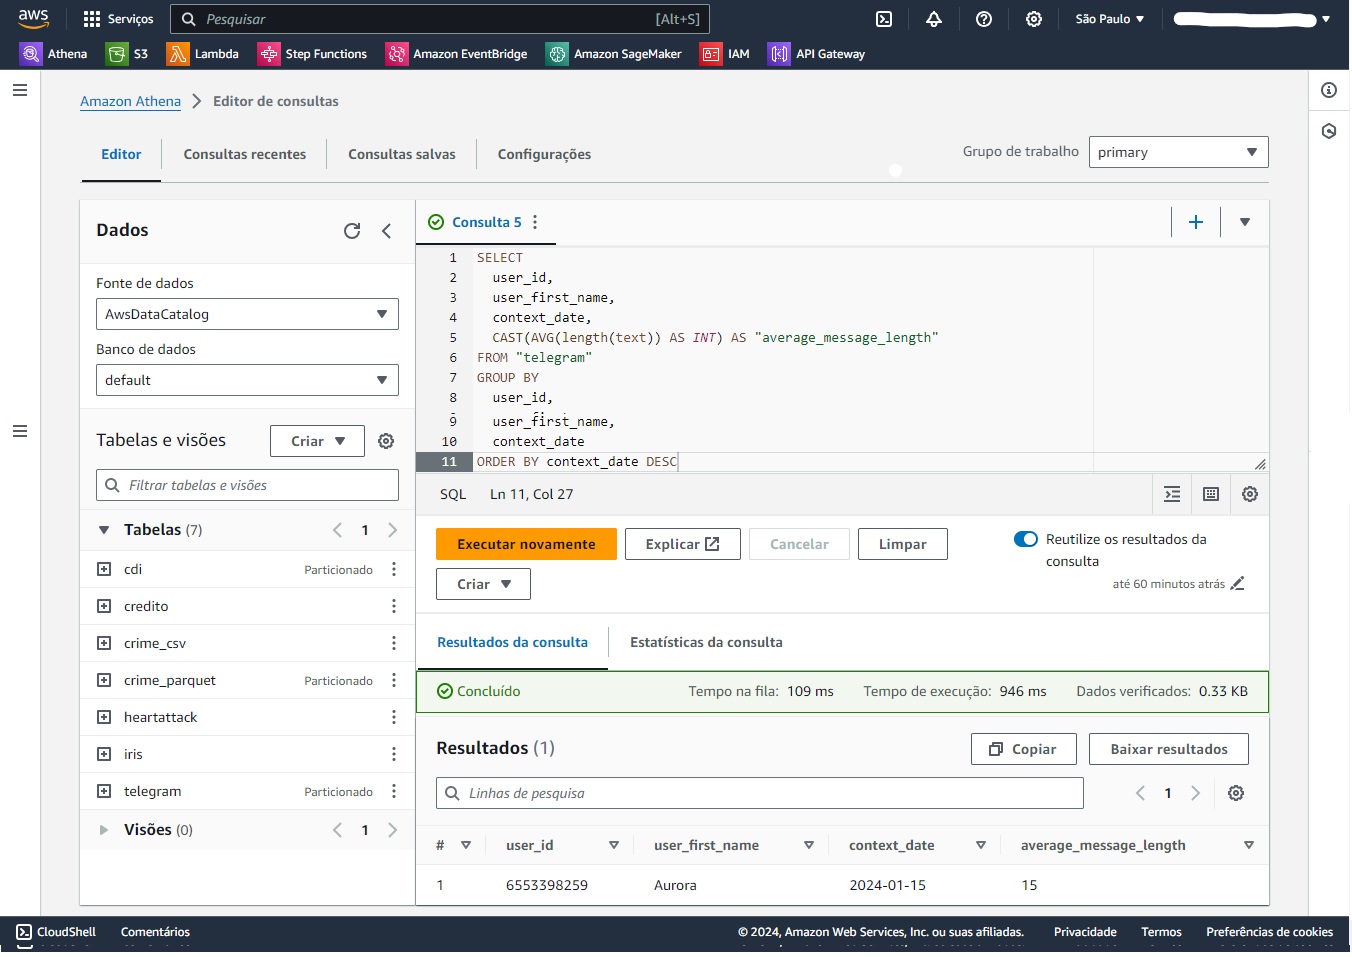 aws Serviços Pesquisar [Alt+S] São Paulo
Athena S3 Lambda Step Functions Amazon EventBridge Amazon SageMaker IAM API Gateway
Amazon Athena Editor de consultas
Editor Consultas recentes Consultas salvas Configurações Grupo de trabalho primary
Dados
Fonte de dados
AwsDataCatalog
Banco de dados
default
Tabelas e visões Criar
Filtrar tabelas e visões
Tabelas (7) 1
cdi Particionado
credito
crime_csv
crime_parquet Particionado
heartattack
iris
telegram Particionado
Visões (0) 1
Consulta 5
1 SELECT
2 user_id,
3 user_first_name,
4 context_date,
5 CAST(AVG(length(text)) AS INT) AS "average_message_length"
6 FROM "telegram"
7 GROUP BY
8 user_id,
9 user_first_name,
10 context_date
11 ORDER BY context_date DESC
SQL Ln 11, Col 27
Executar novamente Explicar Cancelar Limpar
Criar
Reutilize os resultados da
consulta
até 60 minutos atrás
Resultados da consulta Estatísticas da consulta
Concluído Tempo na fila: 109 ms Tempo de execução: 946 ms Dados verificados: 0.33 KB
Resultados (1) Copiar Baixar resultados
Linhas de pesquisa 1
# user_id user_first_name context_date average_message_length
1 6553398259 Aurora 2024-01-15 15
CloudShell Comentários © 2024, Amazon Web Services, Inc. ou suas afiliadas. Privacidade Termos Preferências de cookies